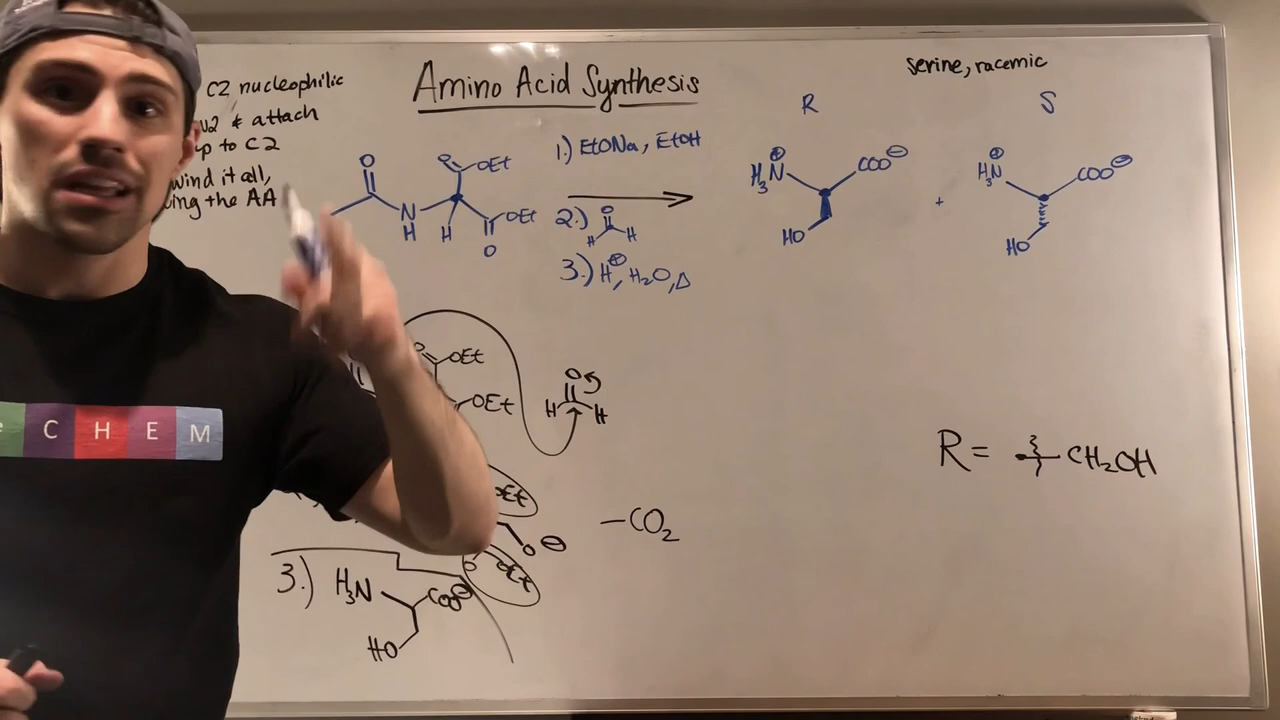 Amino Acid Synthesis
serine, racemic
C2 nucleophilic
& attach
up to C2
wind it all,
the AA
1.) EtONa, EtOH
2.) O H H
3.) H⊕, H2O, Δ
O
N
H
H
O OEt
OEt
O
R
H3N⊕
COO⊖
HO
+
S
H3N⊕
COO⊖
HO
O OEt
OEt
O
H H
R = CH2OH
OEt
O⊖
O OEt
-CO2
3.) H3N
COO⊖
HO
C H E M